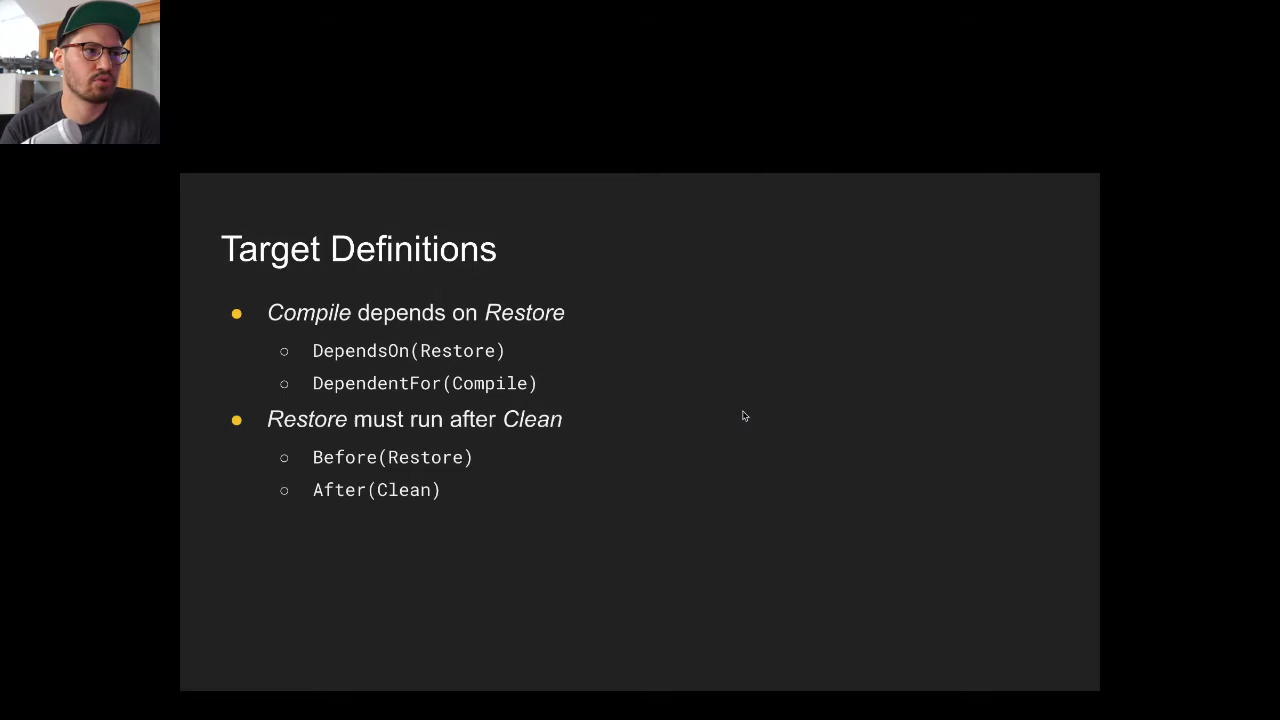 Target Definitions
Compile depends on Restore
DependsOn(Restore)
DependentFor(Compile)
Restore must run after Clean
Before(Restore)
After(Clean)